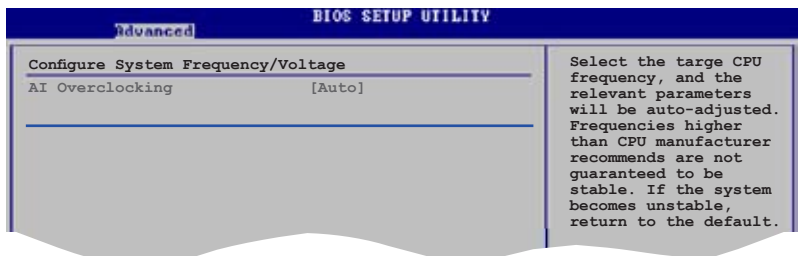 BIOS SETUP UTILITY
Advanced
Configure System Frequency/Voltage
AI Overclocking [Auto]
Select the targe CPU
frequency, and the
relevant parameters
will be auto-adjusted.
Frequencies higher
than CPU manufacturer
recommends are not
guaranteed to be
stable. If the system
becomes unstable,
return to the default.